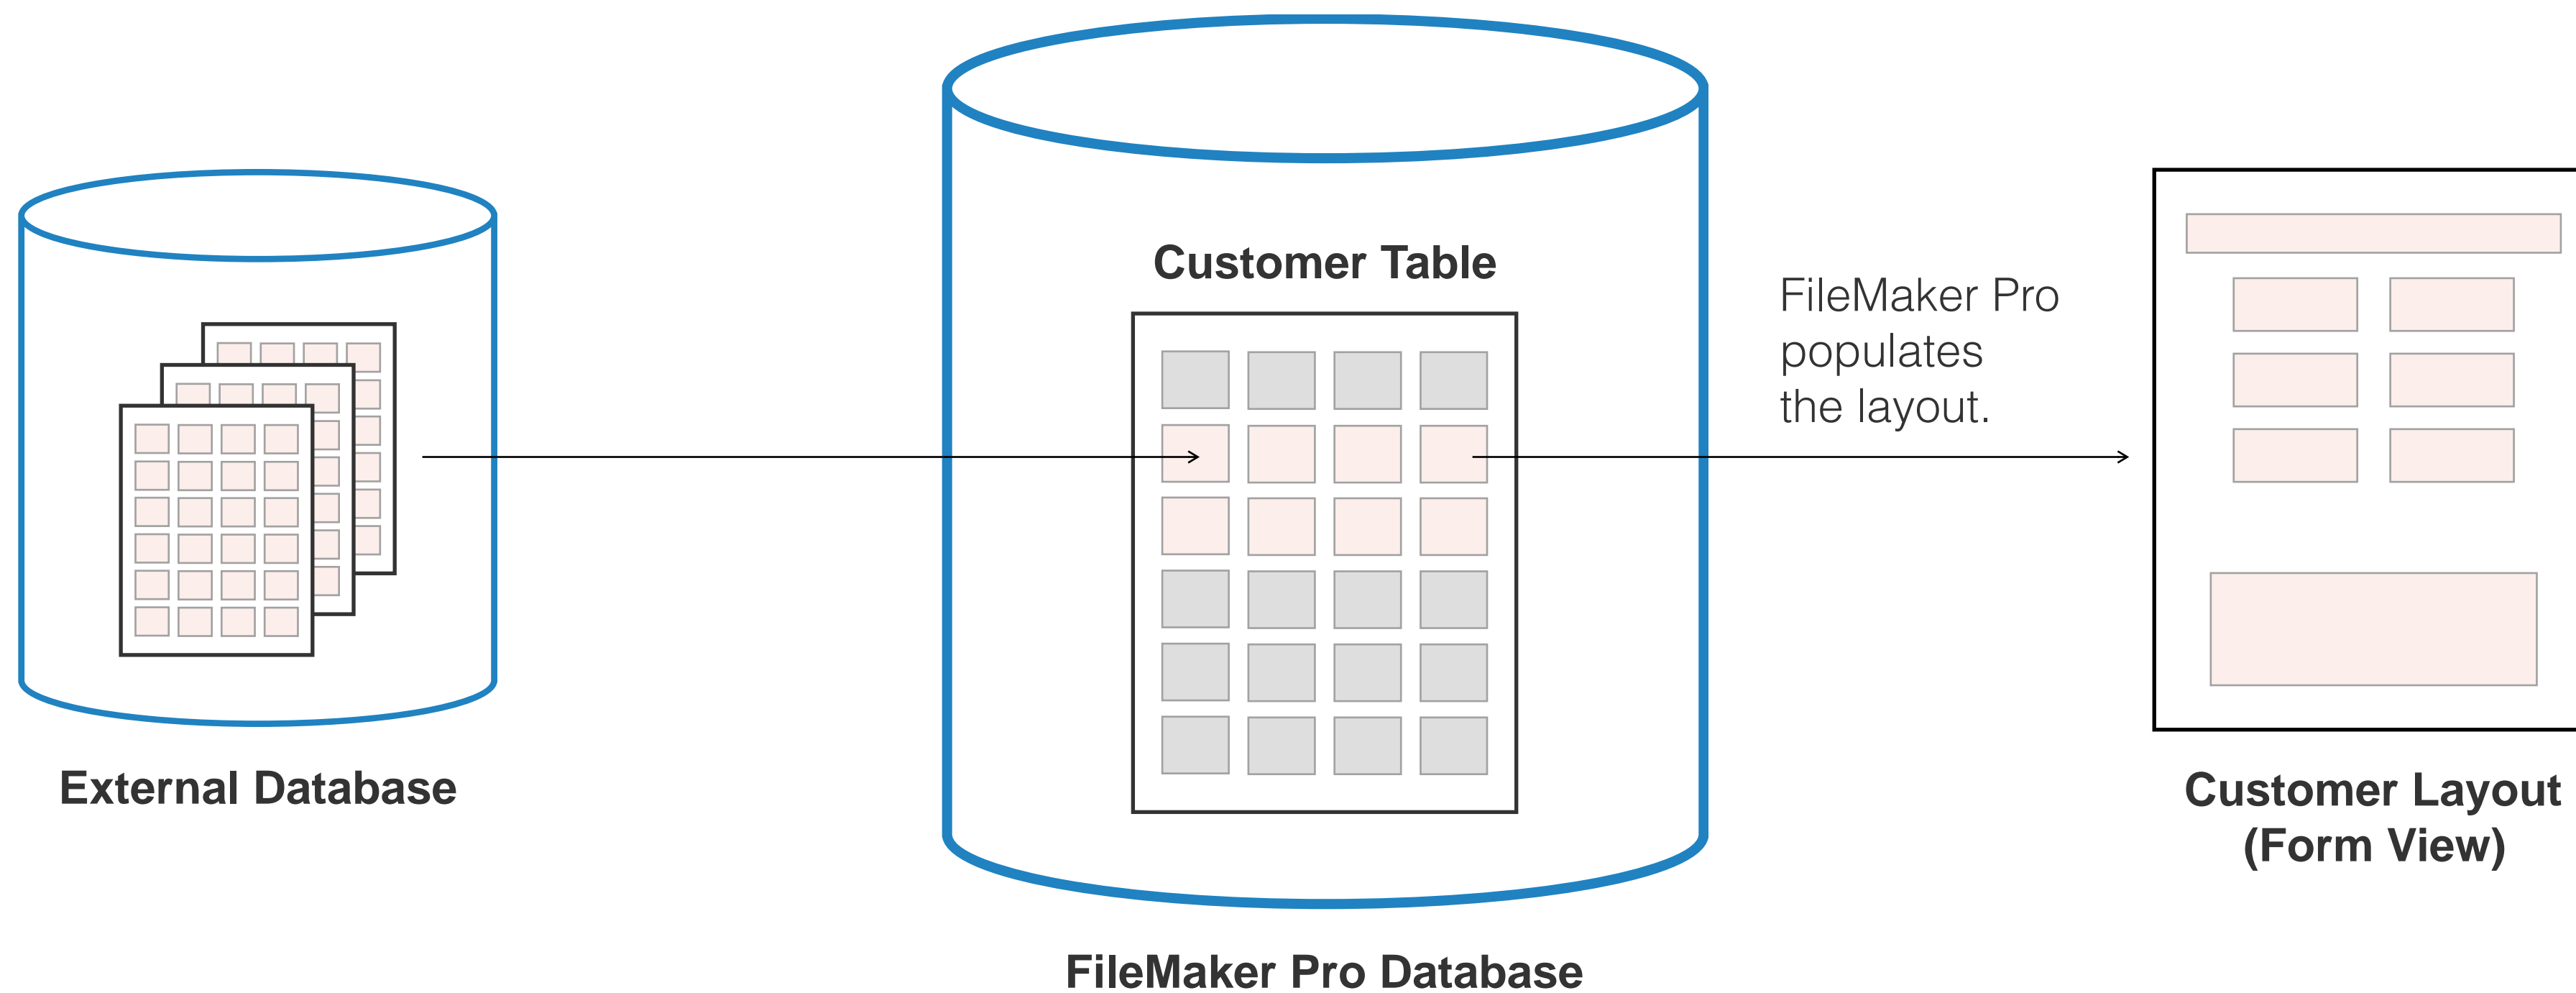 Customer Table
FileMaker Pro
populates
the layout.
External Database
Customer Layout
(Form View)
FileMaker Pro Database